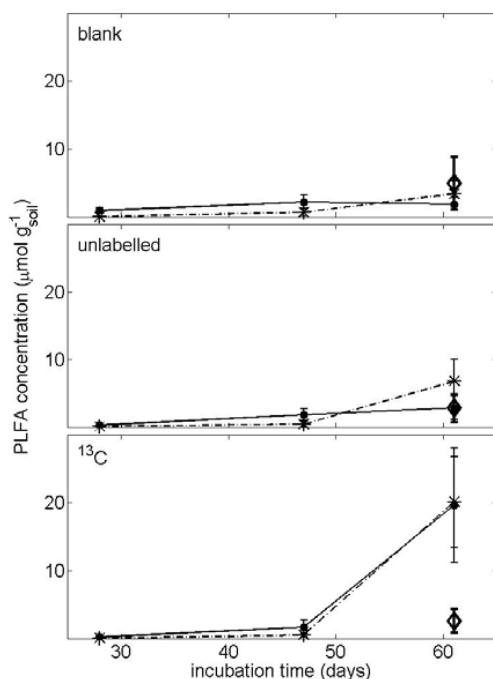 blank
20
10
unlabelled
20
10
PLFA concentration (μmol g⁻¹soil)
¹³C
20
10
30
40
50
60
incubation time (days)